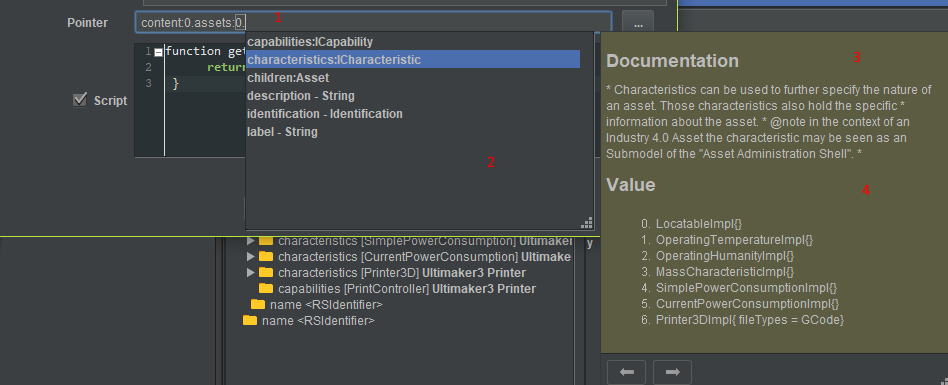 Pointer
content:0.assets:0.
1
...
1 function get
2 return
3 }
Script
capabilities:ICapability
characteristics:ICharacteristic
children:Asset
description - String
identification - Identification
label - String
2
characteristics [SimplePowerConsumption] Ultimaker
characteristics [CurrentPowerConsumption] Ultimake
characteristics [Printer3D] Ultimaker3 Printer
capabilities [PrintController] Ultimaker3 Printer
name <RSIdentifier>
name <RSIdentifier>
y
3
Documentation
* Characteristics can be used to further specify the nature of
an asset. Those characteristics also hold the specific *
information about the asset. * @note in the context of an
Industry 4.0 Asset the characteristic may be seen as an
Submodel of the "Asset Administration Shell". *
Value
4
0. LocatableImpl{}
1. OperatingTemperatureImpl{}
2. OperatingHumanityImpl{}
3. MassCharacteristicImpl{}
4. SimplePowerConsumptionImpl{}
5. CurrentPowerConsumptionImpl{}
6. Printer3DImpl{ fileTypes = GCode}